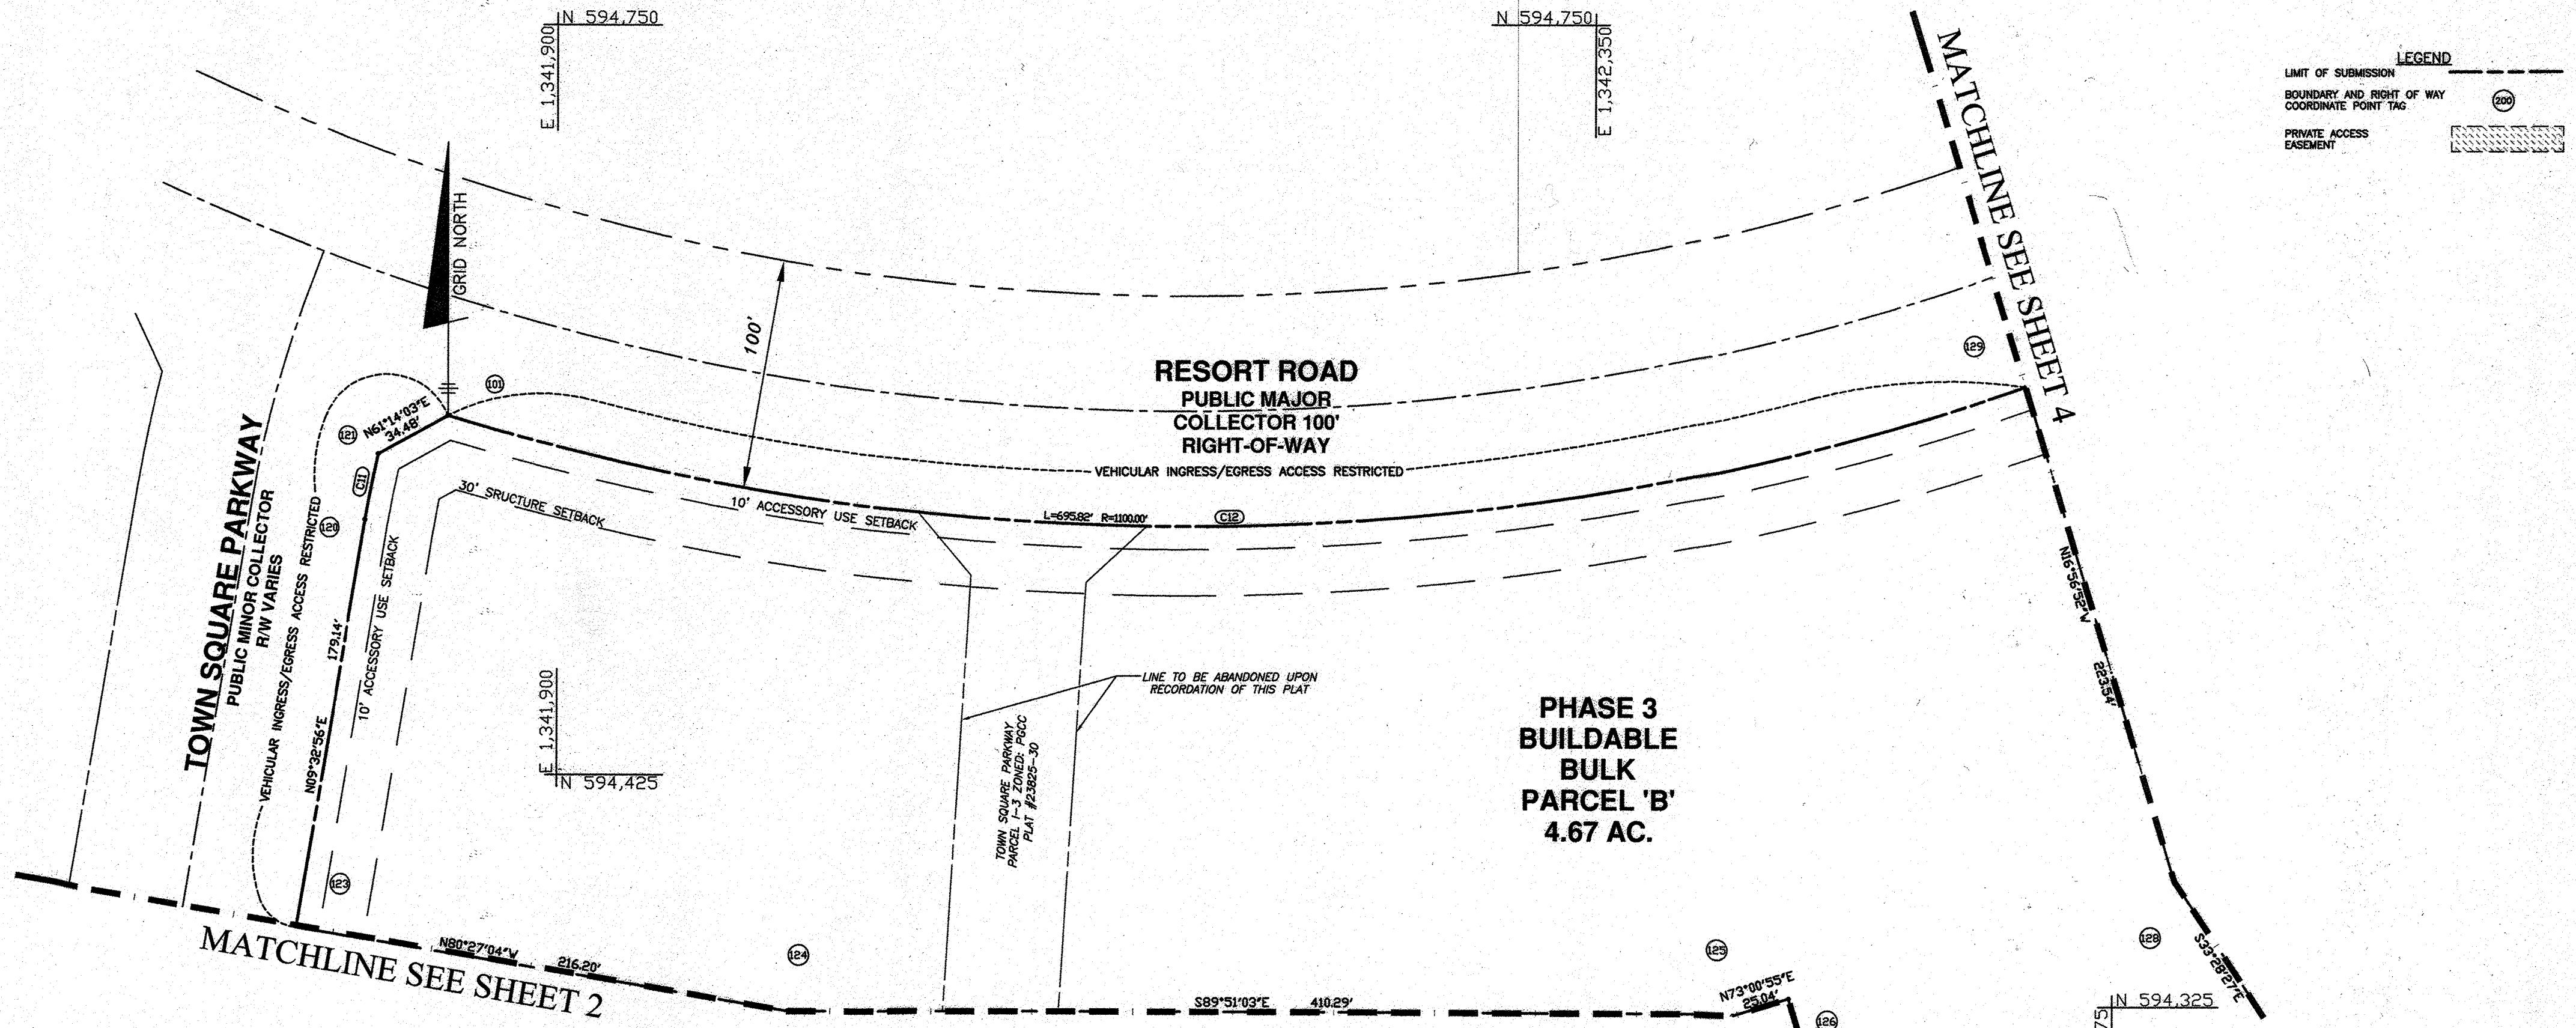 N 594,750
E 1,341,900
N 594,750
E 1,342,350
MATCHLINE SEE SHEET 4
LEGEND
LIMIT OF SUBMISSION
BOUNDARY AND RIGHT OF WAY
COORDINATE POINT TAG
200
PRIVATE ACCESS
EASEMENT
GRID NORTH
100'
RESORT ROAD
PUBLIC MAJOR
COLLECTOR 100'
RIGHT-OF-WAY
129
101
121
N61°14'03"E
34.48'
C11
120
VEHICULAR INGRESS/EGRESS ACCESS RESTRICTED
30' SRUCTURE SETBACK
10' ACCESSORY USE SETBACK
L=695.82' R=1100.00'
C12
TOWN SQUARE PARKWAY
PUBLIC MINOR COLLECTOR
R/W VARIES
VEHICULAR INGRESS/EGRESS ACCESS RESTRICTED
N09°32'56"E
179.14'
10' ACCESSORY USE SETBACK
E 1,341,900
N 594,425
LINE TO BE ABANDONED UPON
RECORDATION OF THIS PLAT
TOWN SQUARE PARKWAY
PARCEL I-3 ZONED: PGCC
PLAT #23825-30
PHASE 3
BUILDABLE
BULK
PARCEL 'B'
4.67 AC.
N16°56'52"W
223.54'
123
MATCHLINE SEE SHEET 2
N80°27'04"W
216.20'
124
S89°51'03"E
410.29'
125
N73°00'55"E
25.04'
126
128
S33°28'27"E
N 594,325